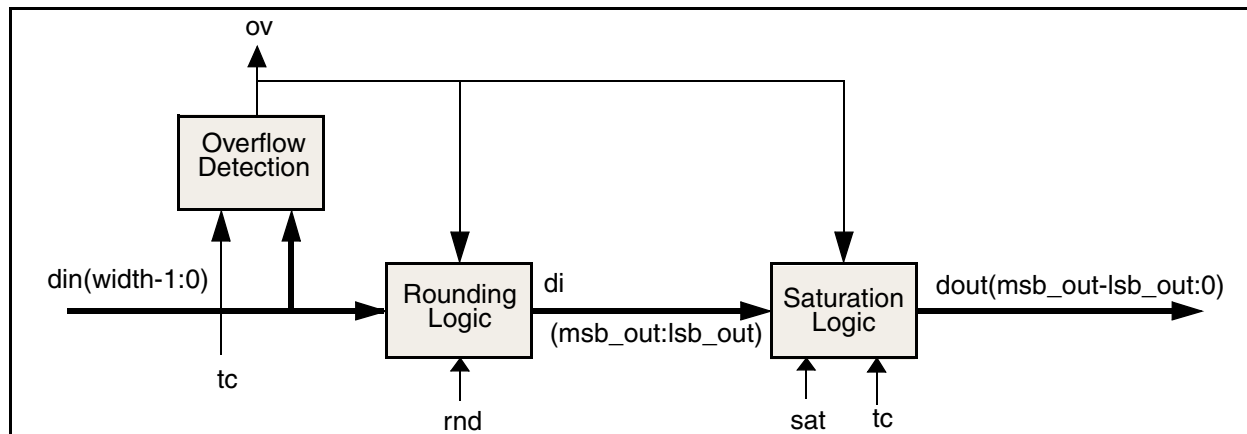 ov
Overflow
Detection
din(width-1:0)
tc
Rounding
Logic
rnd
di
(msb_out:lsb_out)
Saturation
Logic
sat
tc
dout(msb_out-lsb_out:0)